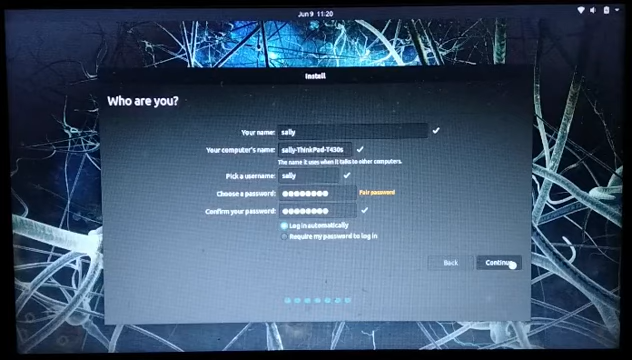 Jun 9 11:20
Install
Who are you?
Your name: sally
Your computer's name: sally-ThinkPad-T430s
The name it uses when it talks to other computers.
Pick a username: sally
Choose a password: Fair password
Confirm your password:
Log in automatically
Require my password to log in
Back Continue